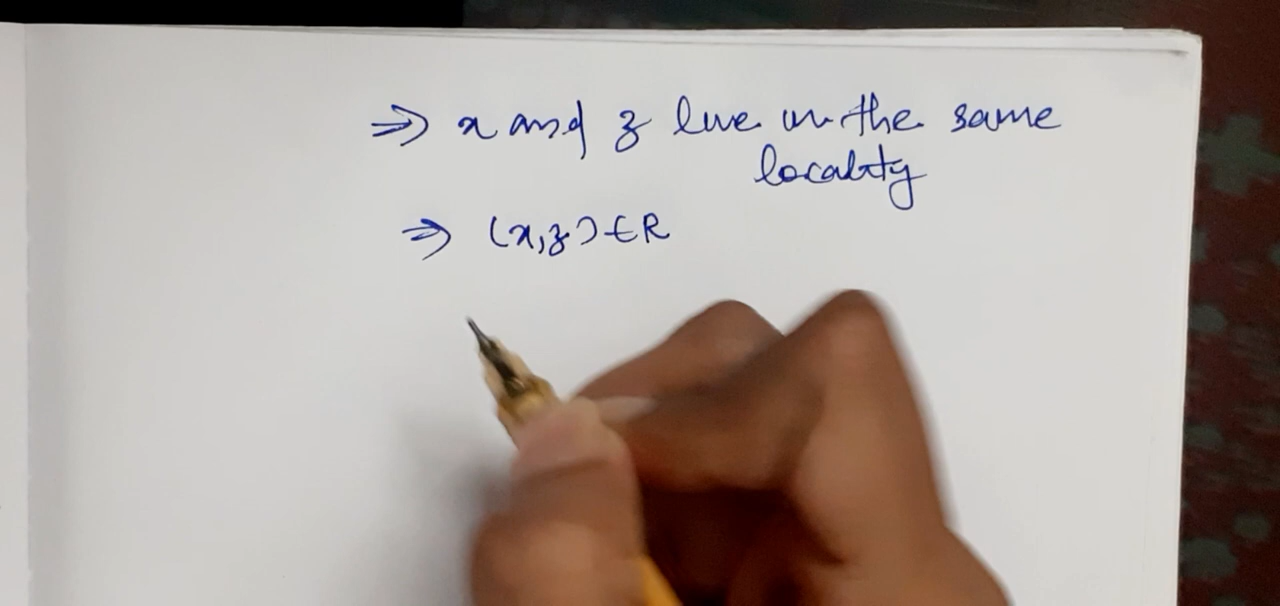 ⇒ x and z live in the same
locality
⇒ (x,z) ∈ R